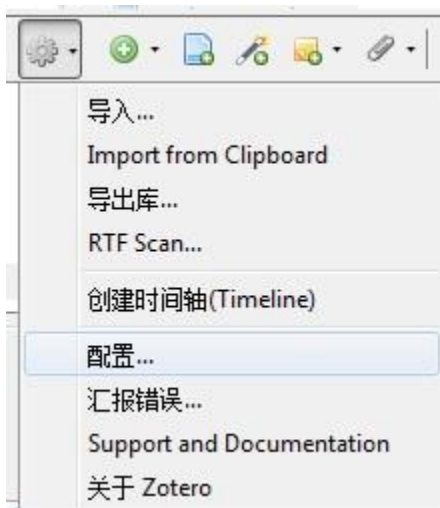 导入...
Import from Clipboard
导出库...
RTF Scan...
创建时间轴(Timeline)
配置...
汇报错误...
Support and Documentation
关于 Zotero